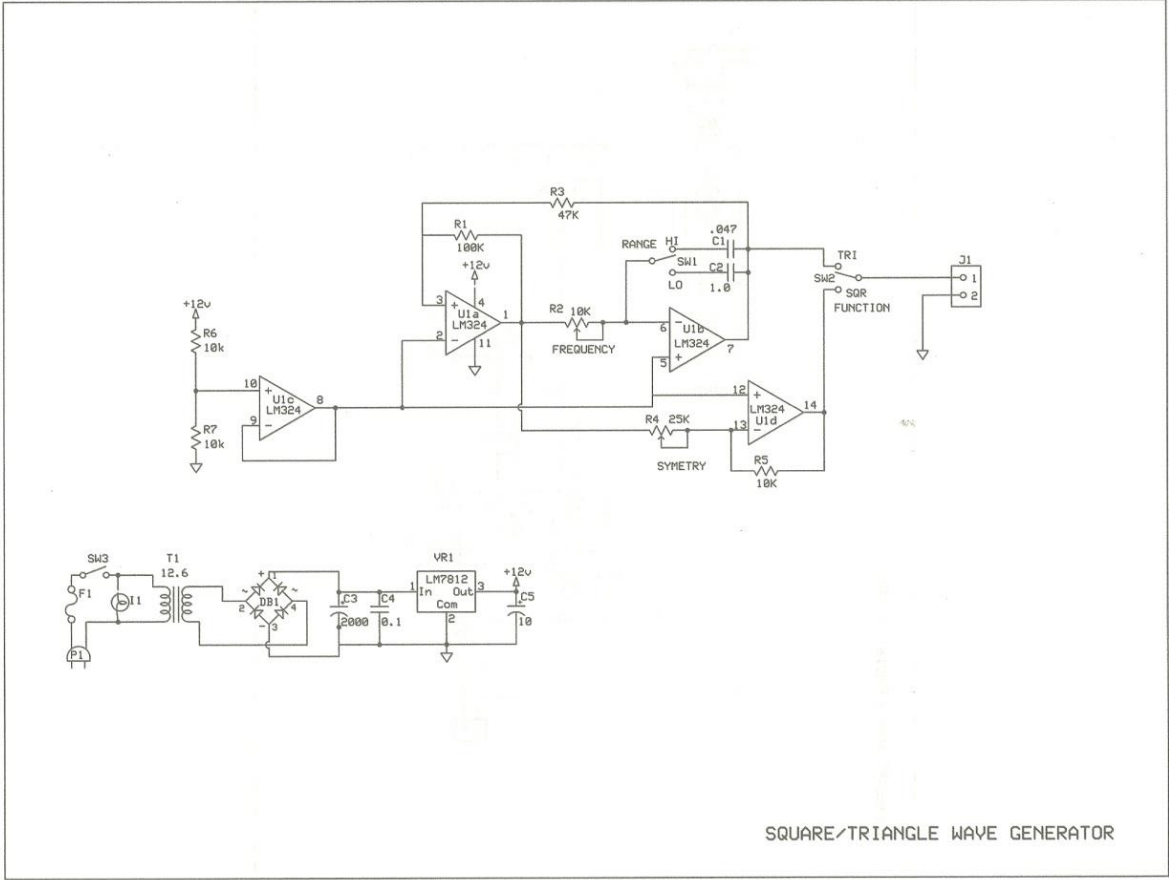 R3
47K
R1
100K
+12v
3
+
4
U1a
LM324
1
2
-
11
R2 10K
FREQUENCY
RANGE HI
.047
C1
SW1
C2
1.0
LO
6
-
U1b
LM324
5
+
7
TRI
SW2
SQR
FUNCTION
J1
1
2
+12v
R6
10k
R7
10k
10
+
U1c
LM324
8
9
-
12
+
LM324
U1d
14
13
-
R4 25K
SYMETRY
R5
10K
SW3
F1
I1
P1
T1
12.6
+
1
~
~
2
DB1
4
-
3
C3
2000
C4
0.1
VR1
LM7812
1
In
Out
3
Com
2
+12v
C5
10
SQUARE/TRIANGLE WAVE GENERATOR